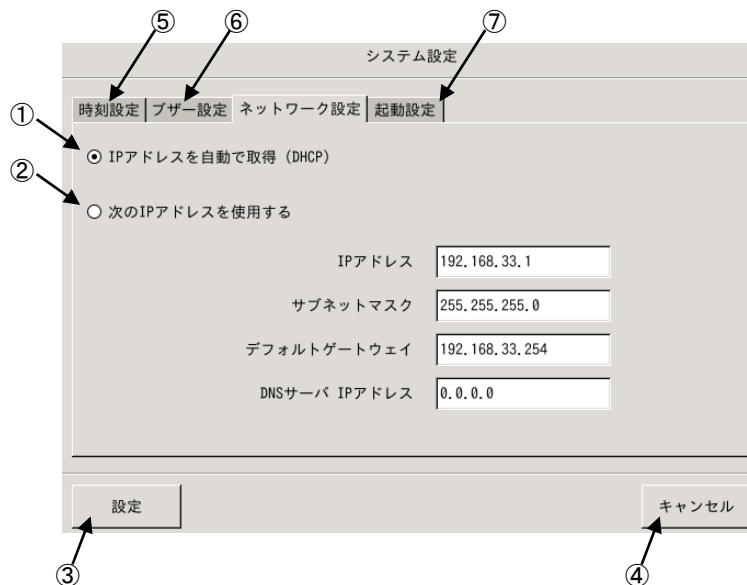 ⑤ ⑥ ⑦
システム設定
時刻設定 ブザー設定 ネットワーク設定 起動設定
①
IPアドレスを自動で取得（DHCP）
②
次のIPアドレスを使用する
IPアドレス 192.168.33.1
サブネットマスク 255.255.255.0
デフォルトゲートウェイ 192.168.33.254
DNSサーバ IPアドレス 0.0.0.0
設定 キャンセル
③ ④